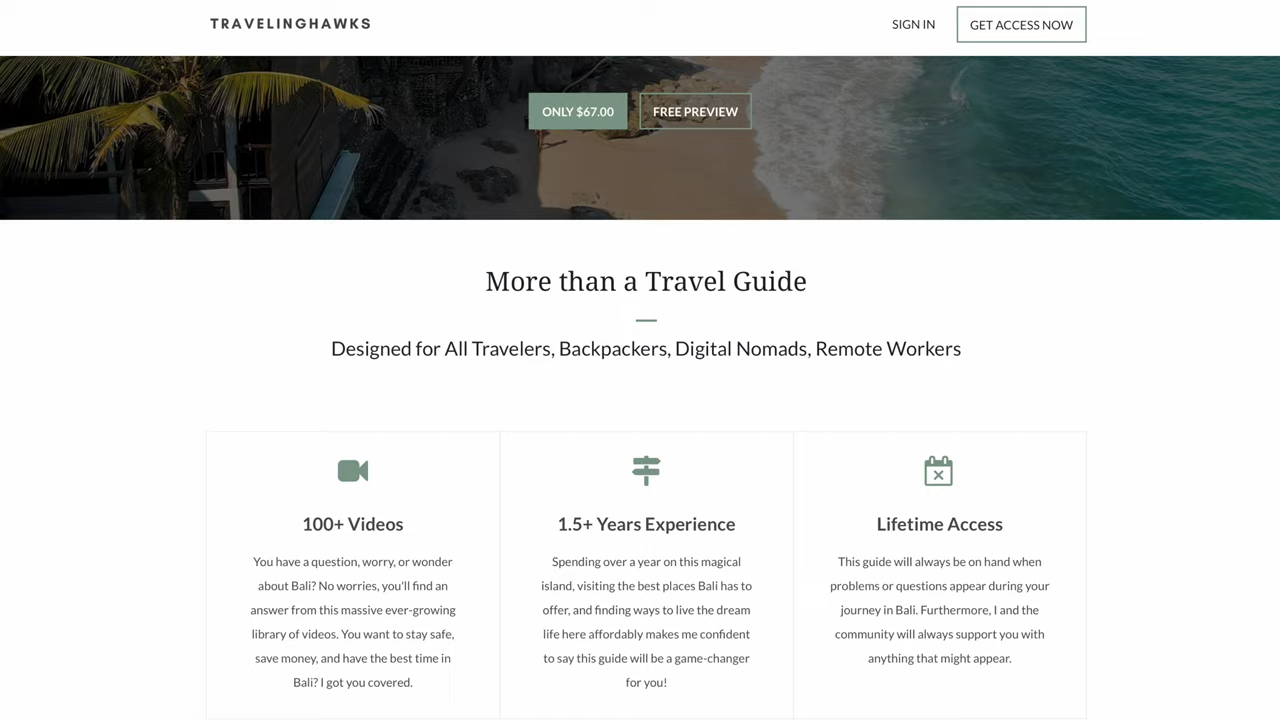 TRAVELINGHAWKS
SIGN IN
GET ACCESS NOW
ONLY $67.00
FREE PREVIEW
More than a Travel Guide
Designed for All Travelers, Backpackers, Digital Nomads, Remote Workers
100+ Videos
You have a question, worry, or wonder
about Bali? No worries, you'll find an
answer from this massive ever-growing
library of videos. You want to stay safe,
save money, and have the best time in
Bali? I got you covered.
1.5+ Years Experience
Spending over a year on this magical
island, visiting the best places Bali has to
offer, and finding ways to live the dream
life here affordably makes me confident
to say this guide will be a game-changer
for you!
Lifetime Access
This guide will always be on hand when
problems or questions appear during your
journey in Bali. Furthermore, I and the
community will always support you with
anything that might appear.